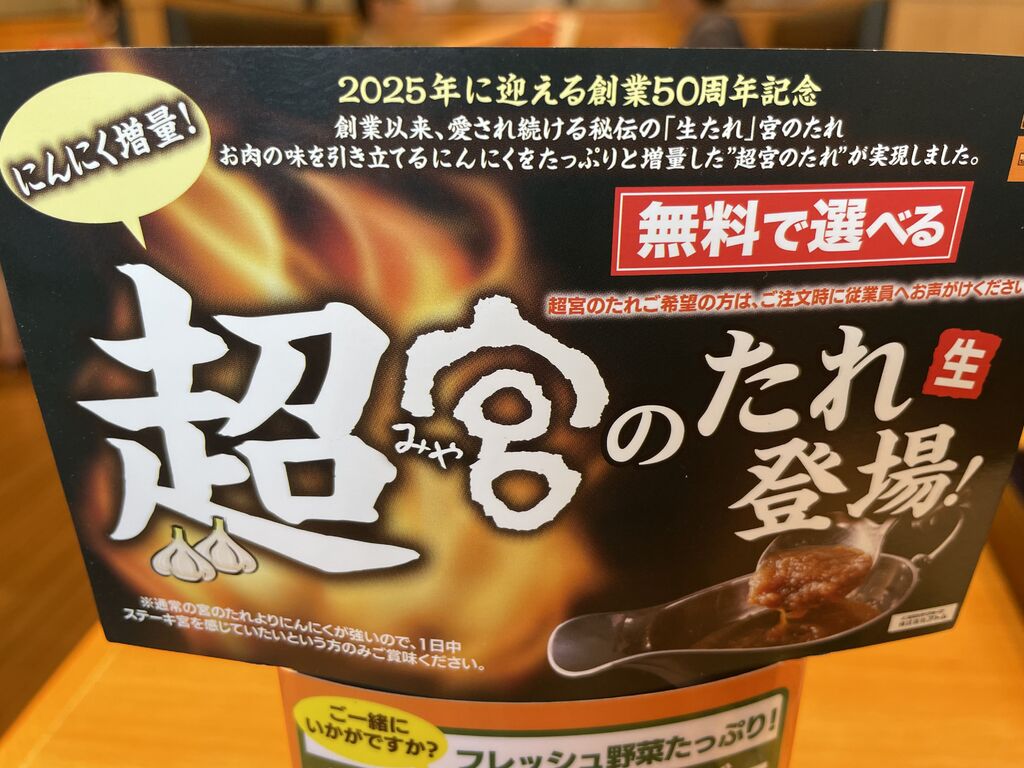 にんにく増量!
2025年に迎える創業50周年記念
創業以来、愛され続ける秘伝の「生たれ」宮のたれ
お肉の味を引き立てるにんにくをたっぷりと増量した"超宮のたれ"が実現しました。
無料で選べる
超宮のたれご希望の方は、ご注文時に従業員へお声がけください
超宮のたれ 生
みや
登場!
※通常の宮のたれよりにんにくが強いので、1日中
ステーキ宮を感じていたいという方のみご賞味ください。
ご一緒に
いかがですか?
フレッシュ野菜たっぷり!